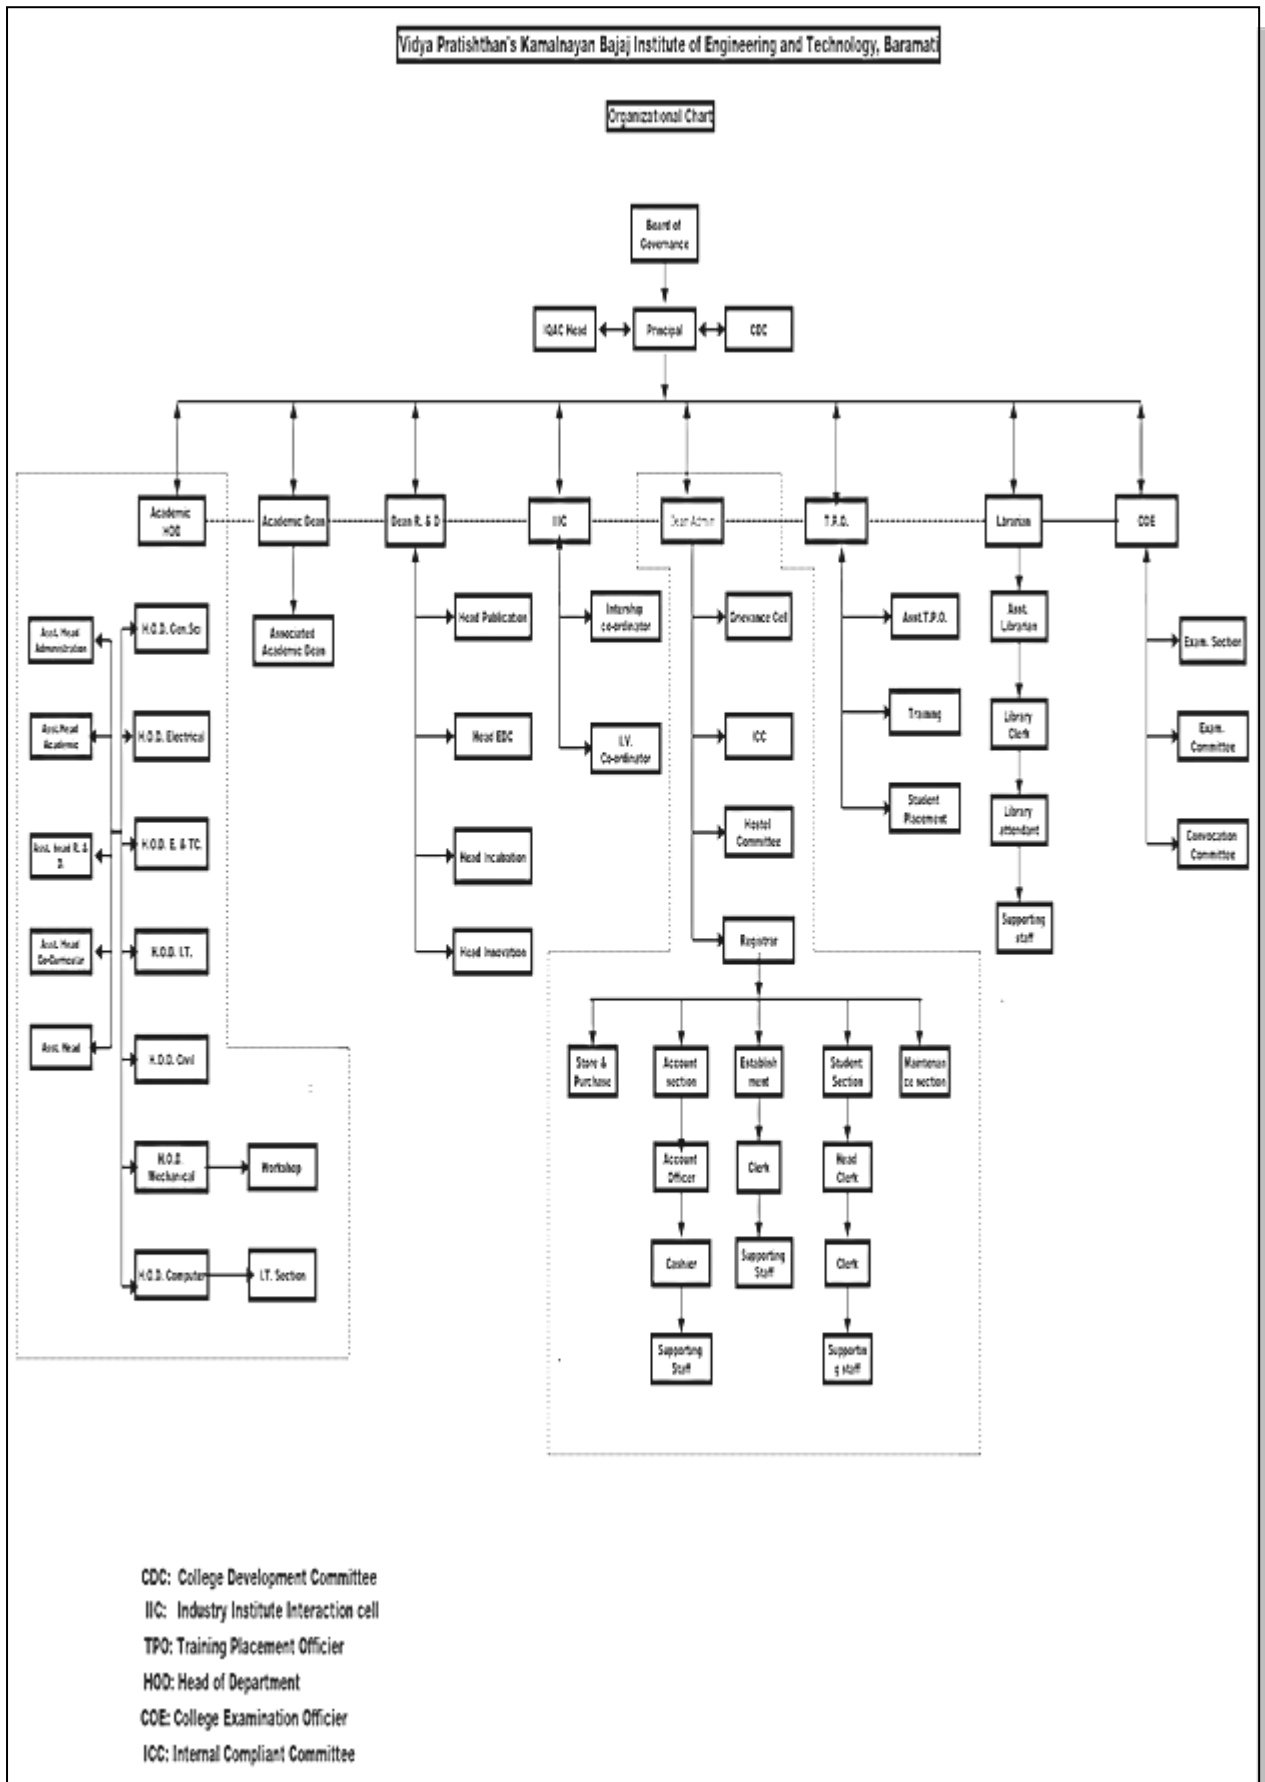 Vidya Pratishthan's Kamalnayan Bajaj Institute of Engineering and Technology, Baramati
Organizational Chart
Board of
Governance
IQAC Head
Principal
CDC
Academic
HOD
Academic Dean
Dean R. & D
IIC
Dean Admin
T.P.O.
Librarian
COE
Asst. Head
Administration
H.O.D. Gen.Sci
Associated
Academic Dean
Head Publication
Intership
co-ordinator
Grievance Cell
Asst.T.P.O.
Asst.
Librarian
Exam. Section
Asst.Head
Academic
H.O.D. Electrical
Head EDC
I.V.
Co-ordinator
ICC
Training
Library
Clerk
Exam.
Committee
Asst. head R. &
D.
H.O.D. E. & TC.
Head Incubation
Hostel
Committee
Student
Placement
Library
attendant
Convocation
Committee
Asst. Head
Co-Curricular
H.O.D. I.T.
Head Innovation
Registrar
Supporting
staff
Asst. Head
H.O.D. Civil
Store &
Purchase
Account
section
Establish
ment
Student
Section
Maintenan
ce section
H.O.D.
Mechanical
Workshop
Account
Officer
Clerk
Head
Clerk
H.O.D. Computer
I.T. Section
Cashier
Supporting
Staff
Clerk
Supporting
Staff
Supportin
g staff
CDC: College Development Committee
IIC: Industry Institute Interaction cell
TPO: Training Placement Officier
HOD: Head of Department
COE: College Examination Officier
ICC: Internal Compliant Committee